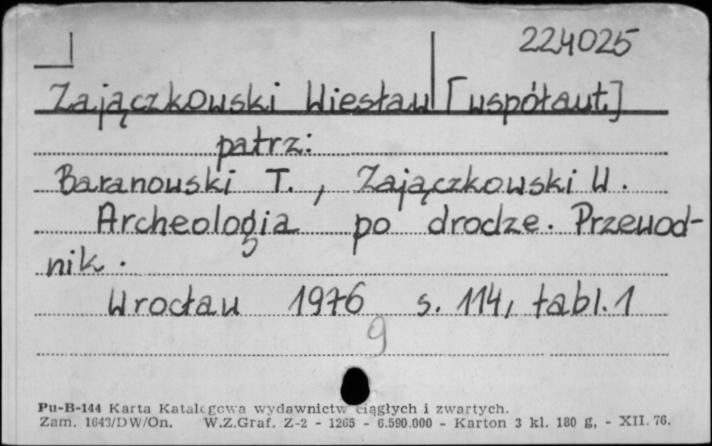 224025
Zajączkowski Wiesław [współaut.]
patrz:
Baranowski T., Zajączkowski W.
Archeologia po drodze. Przewod-
nik.
Wrocław 1976 s. 114, tabl. 1
9
Pu-B-144 Karta Katalogowa wydawnictw ciągłych i zwartych.
Zam. 1643/DW/On. W.Z.Graf. Z-2 - 1265 - 6.590.000 - Karton 3 kl. 180 g, - XII. 76.